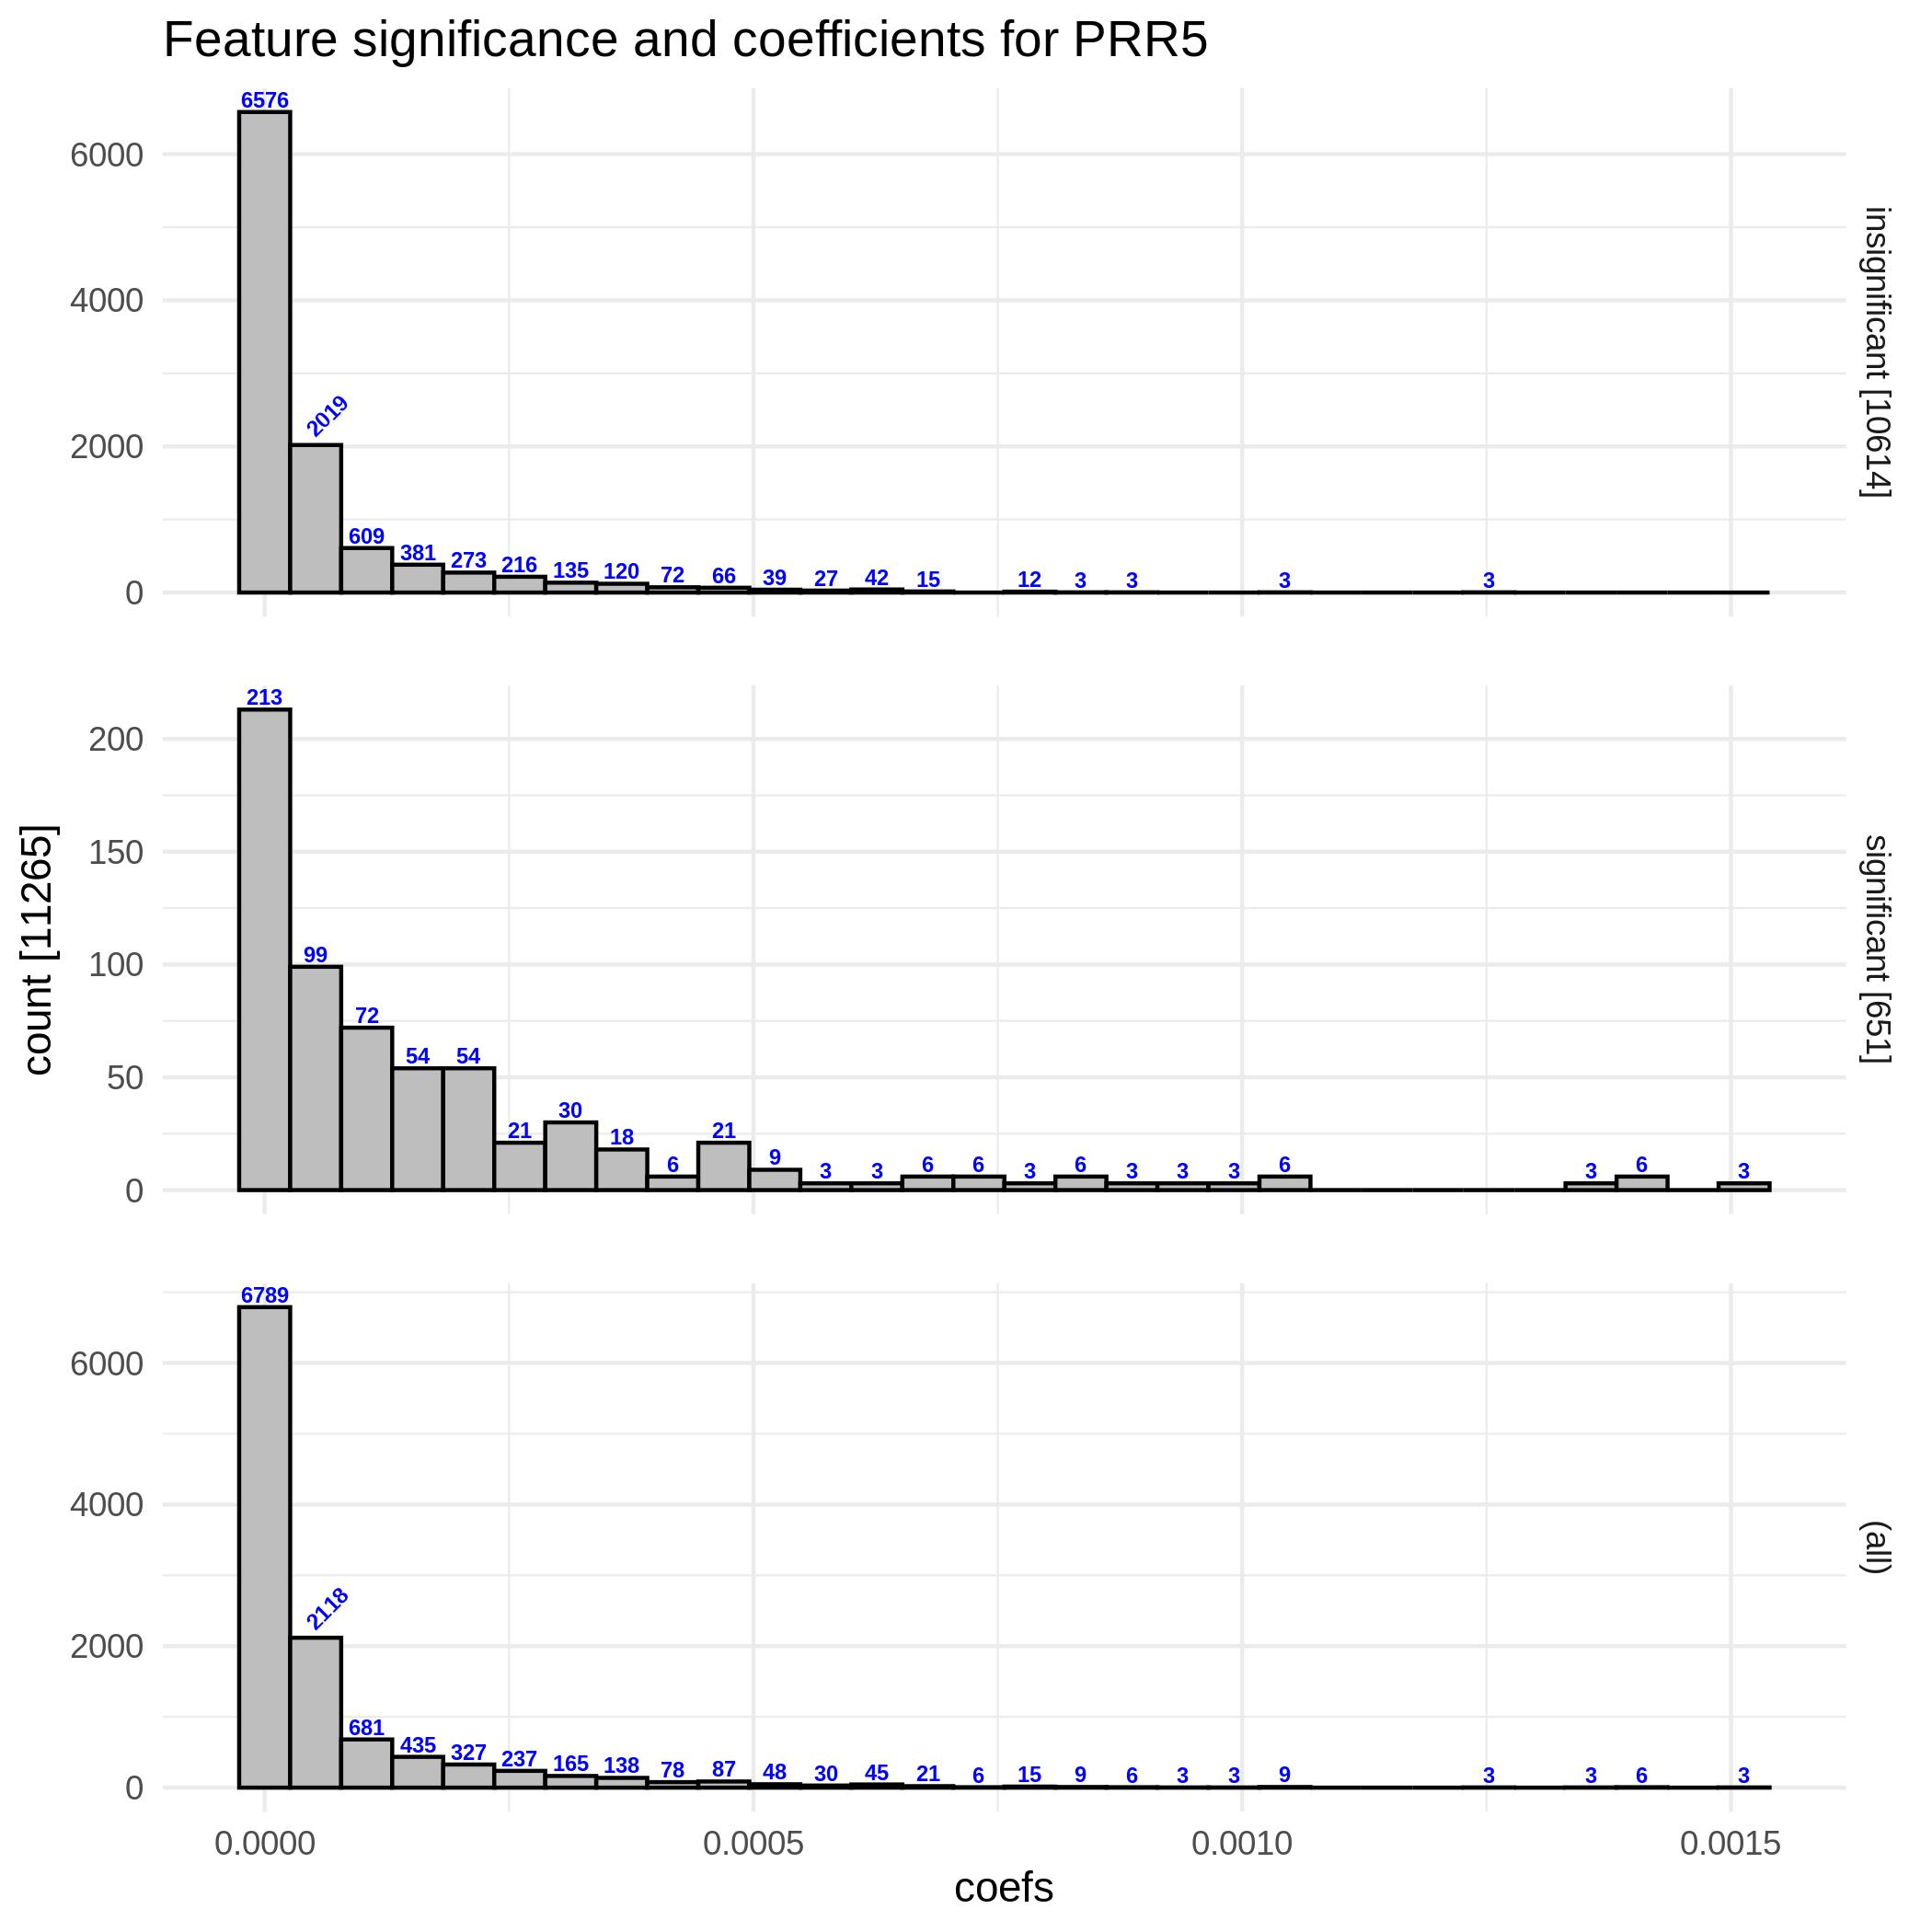 Feature significance and coefficients for PRR5
6576
6000
4000
2019
2000
609 381 273 216 135 120 72 66 39 27 42 15 12 3 3 3 3
0
insignificant [10614]
213
200
150
99
100
72
54 54
50
21 30 18 6 21 9 3 3 6 6 3 6 3 3 3 6 3 6 3
0
significant [651]
count [11265]
6789
6000
4000
2118
2000
681 435 327 237 165 138 78 87 48 30 45 21 6 15 9 6 3 3 9 3 3 6 3
0
(all)
0.0000 0.0005 0.0010 0.0015
coefs